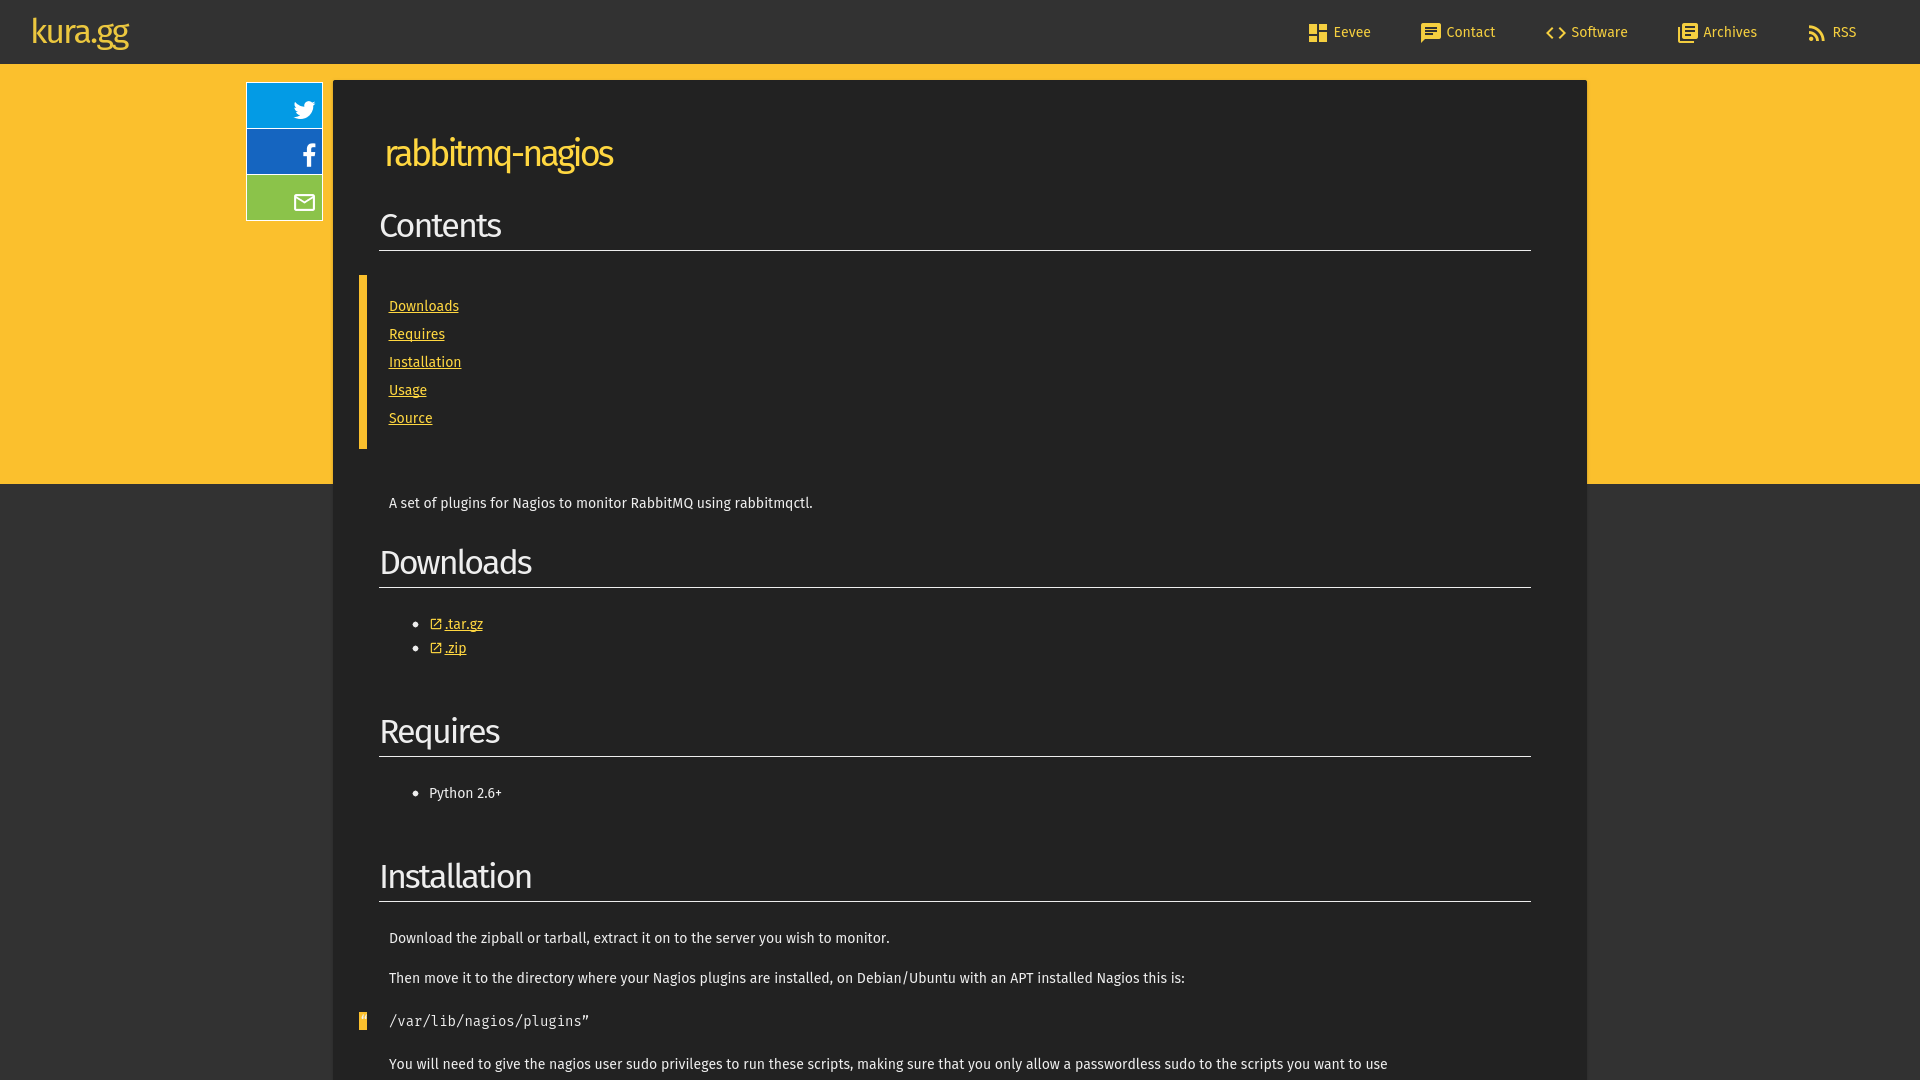 kura.gg
Eevee
Contact
Software
Archives
RSS
rabbitmq-nagios
Contents
Downloads
Requires
Installation
Usage
Source
A set of plugins for Nagios to monitor RabbitMQ using rabbitmqctl.
Downloads
.tar.gz
.zip
Requires
Python 2.6+
Installation
Download the zipball or tarball, extract it on to the server you wish to monitor.
Then move it to the directory where your Nagios plugins are installed, on Debian/Ubuntu with an APT installed Nagios this is:
/var/lib/nagios/plugins”
You will need to give the nagios user sudo privileges to run these scripts, making sure that you only allow a passwordless sudo to the scripts you want to use